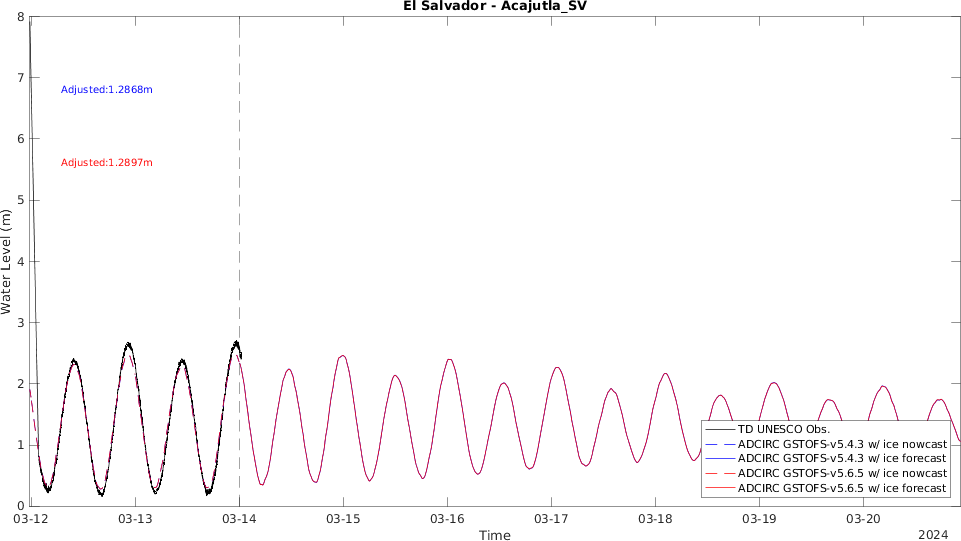 El Salvador - Acajutla_SV
Water Level (m)
8
7
6
5
4
3
2
1
0
Adjusted:1.2868m
Adjusted:1.2897m
TD UNESCO Obs.
ADCIRC GSTOFS-v5.4.3 w/ ice nowcast
ADCIRC GSTOFS-v5.4.3 w/ ice forecast
ADCIRC GSTOFS-v5.6.5 w/ ice nowcast
ADCIRC GSTOFS-v5.6.5 w/ ice forecast
03-12 03-13 03-14 03-15 03-16 03-17 03-18 03-19 03-20
Time
2024